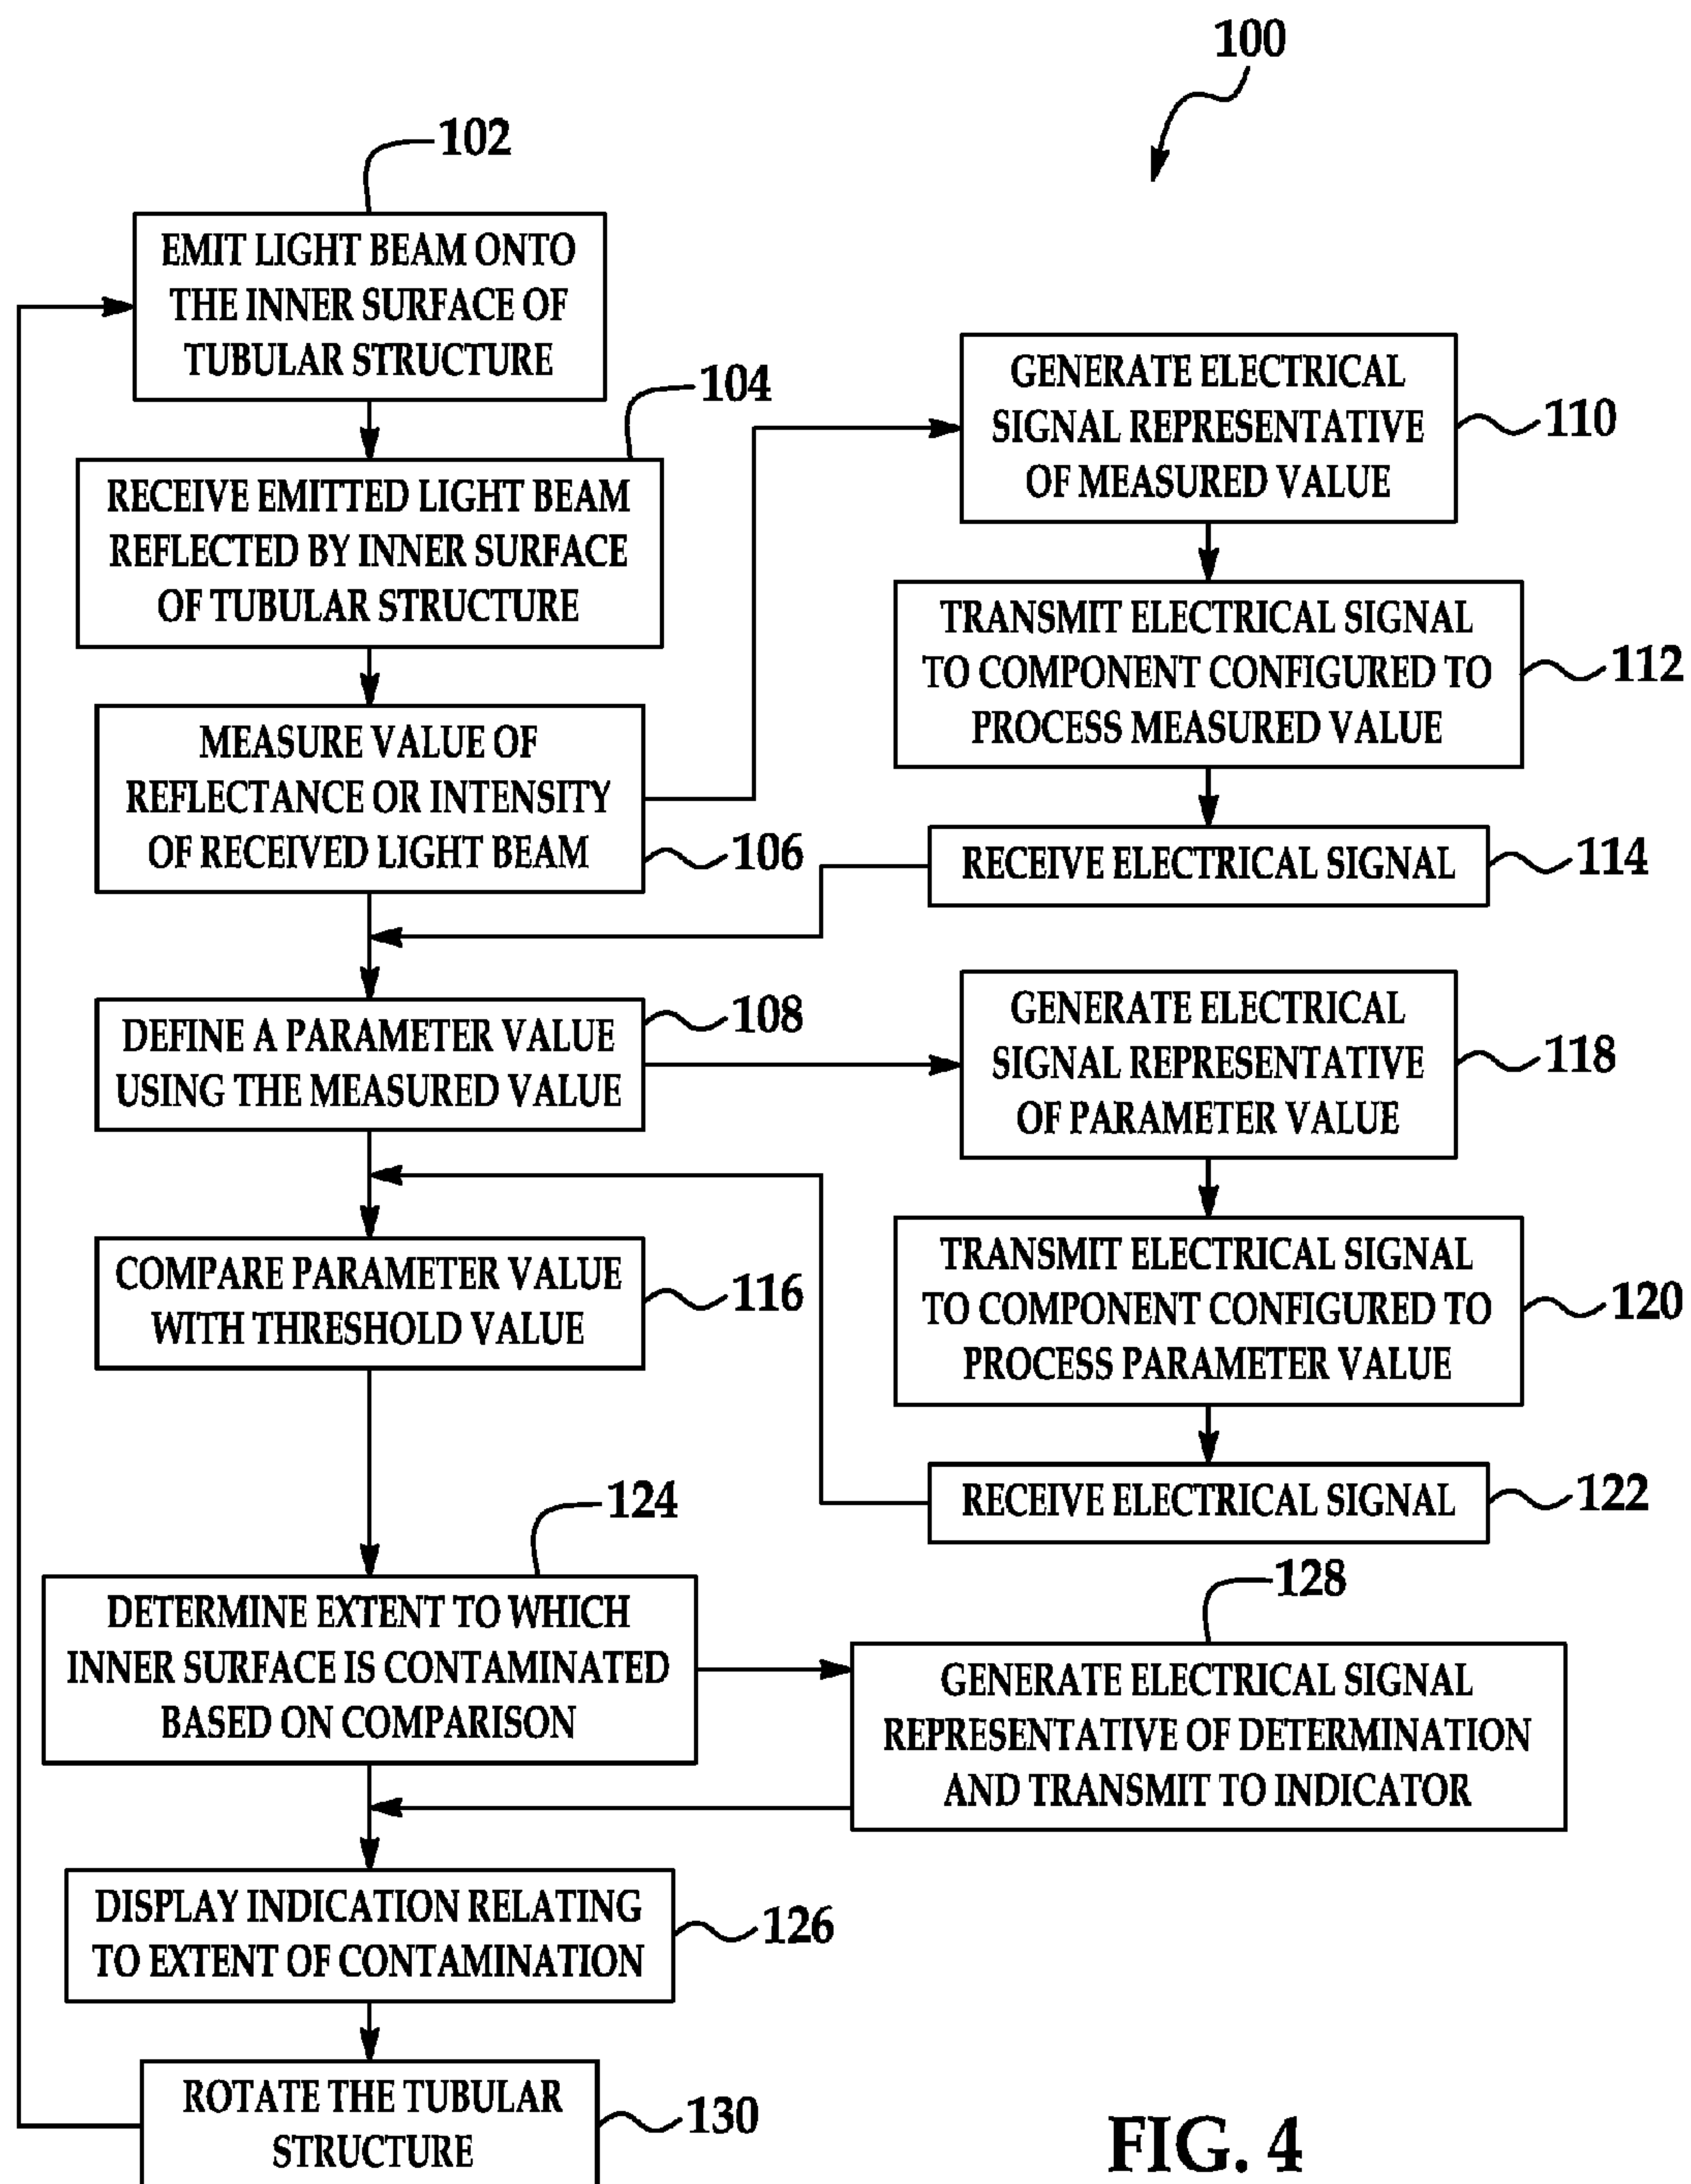 100
102
EMIT LIGHT BEAM ONTO
THE INNER SURFACE OF
TUBULAR STRUCTURE
104
RECEIVE EMITTED LIGHT BEAM
REFLECTED BY INNER SURFACE
OF TUBULAR STRUCTURE
MEASURE VALUE OF
REFLECTANCE OR INTENSITY
OF RECEIVED LIGHT BEAM
106
GENERATE ELECTRICAL
SIGNAL REPRESENTATIVE
OF MEASURED VALUE
110
TRANSMIT ELECTRICAL SIGNAL
TO COMPONENT CONFIGURED TO
PROCESS MEASURED VALUE
112
RECEIVE ELECTRICAL SIGNAL
114
DEFINE A PARAMETER VALUE
USING THE MEASURED VALUE
108
GENERATE ELECTRICAL
SIGNAL REPRESENTATIVE
OF PARAMETER VALUE
118
TRANSMIT ELECTRICAL SIGNAL
TO COMPONENT CONFIGURED TO
PROCESS PARAMETER VALUE
120
RECEIVE ELECTRICAL SIGNAL
122
COMPARE PARAMETER VALUE
WITH THRESHOLD VALUE
116
124
DETERMINE EXTENT TO WHICH
INNER SURFACE IS CONTAMINATED
BASED ON COMPARISON
128
GENERATE ELECTRICAL SIGNAL
REPRESENTATIVE OF DETERMINATION
AND TRANSMIT TO INDICATOR
DISPLAY INDICATION RELATING
TO EXTENT OF CONTAMINATION
126
ROTATE THE TUBULAR
STRUCTURE
130
FIG. 4